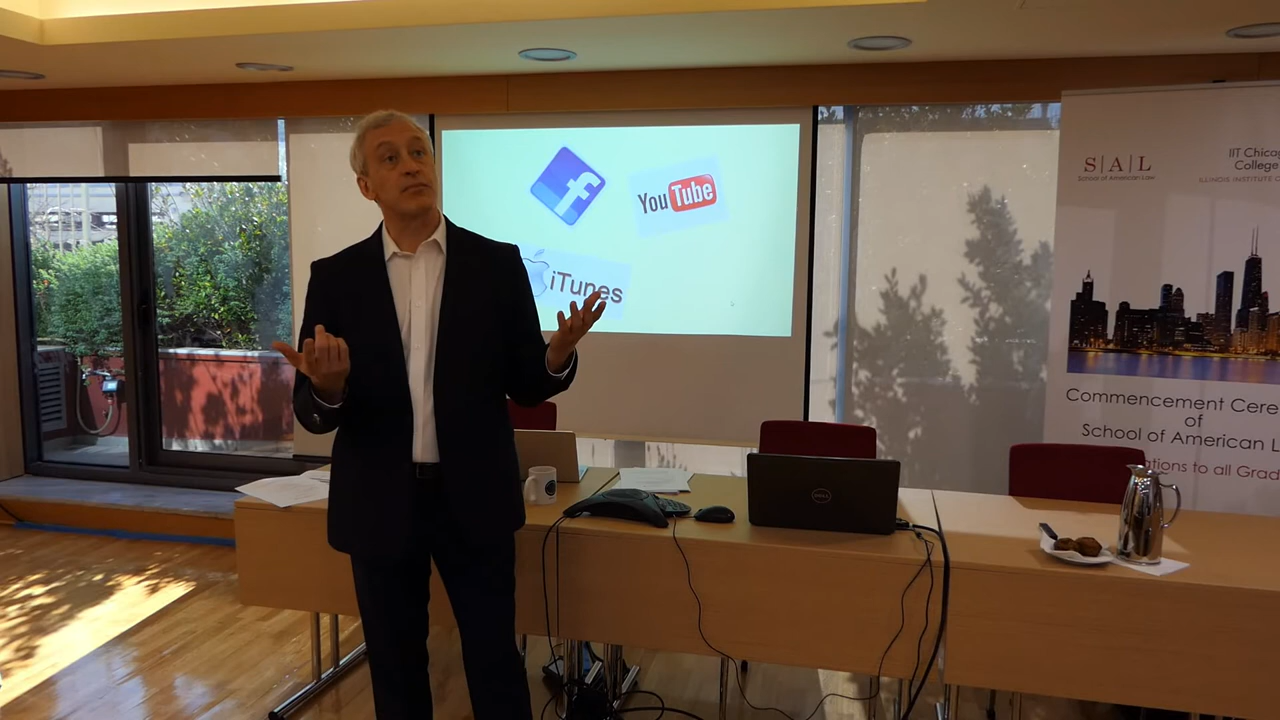 f
YouTube
iTunes
S|A|L
School of American Law
IIT Chicag
College
ILLINOIS INSTITUTE O
Commencement Cere
of
School of American L
ations to all Grad
DELL